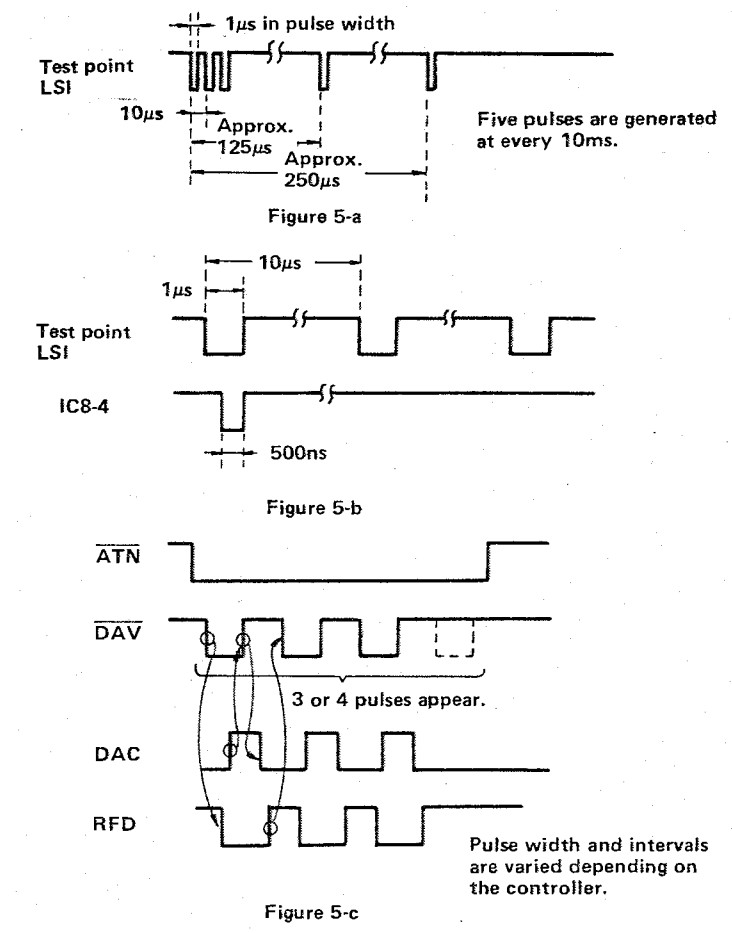 1μs in pulse width
Test point
LSI
10μs
Approx.
125μs
Approx.
250μs
Five pulses are generated
at every 10ms.
Figure 5-a
10μs
1μs
Test point
LSI
IC8-4
500ns
Figure 5-b
ATN
DAV
3 or 4 pulses appear.
DAC
RFD
Pulse width and intervals
are varied depending on
the controller.
Figure 5-c